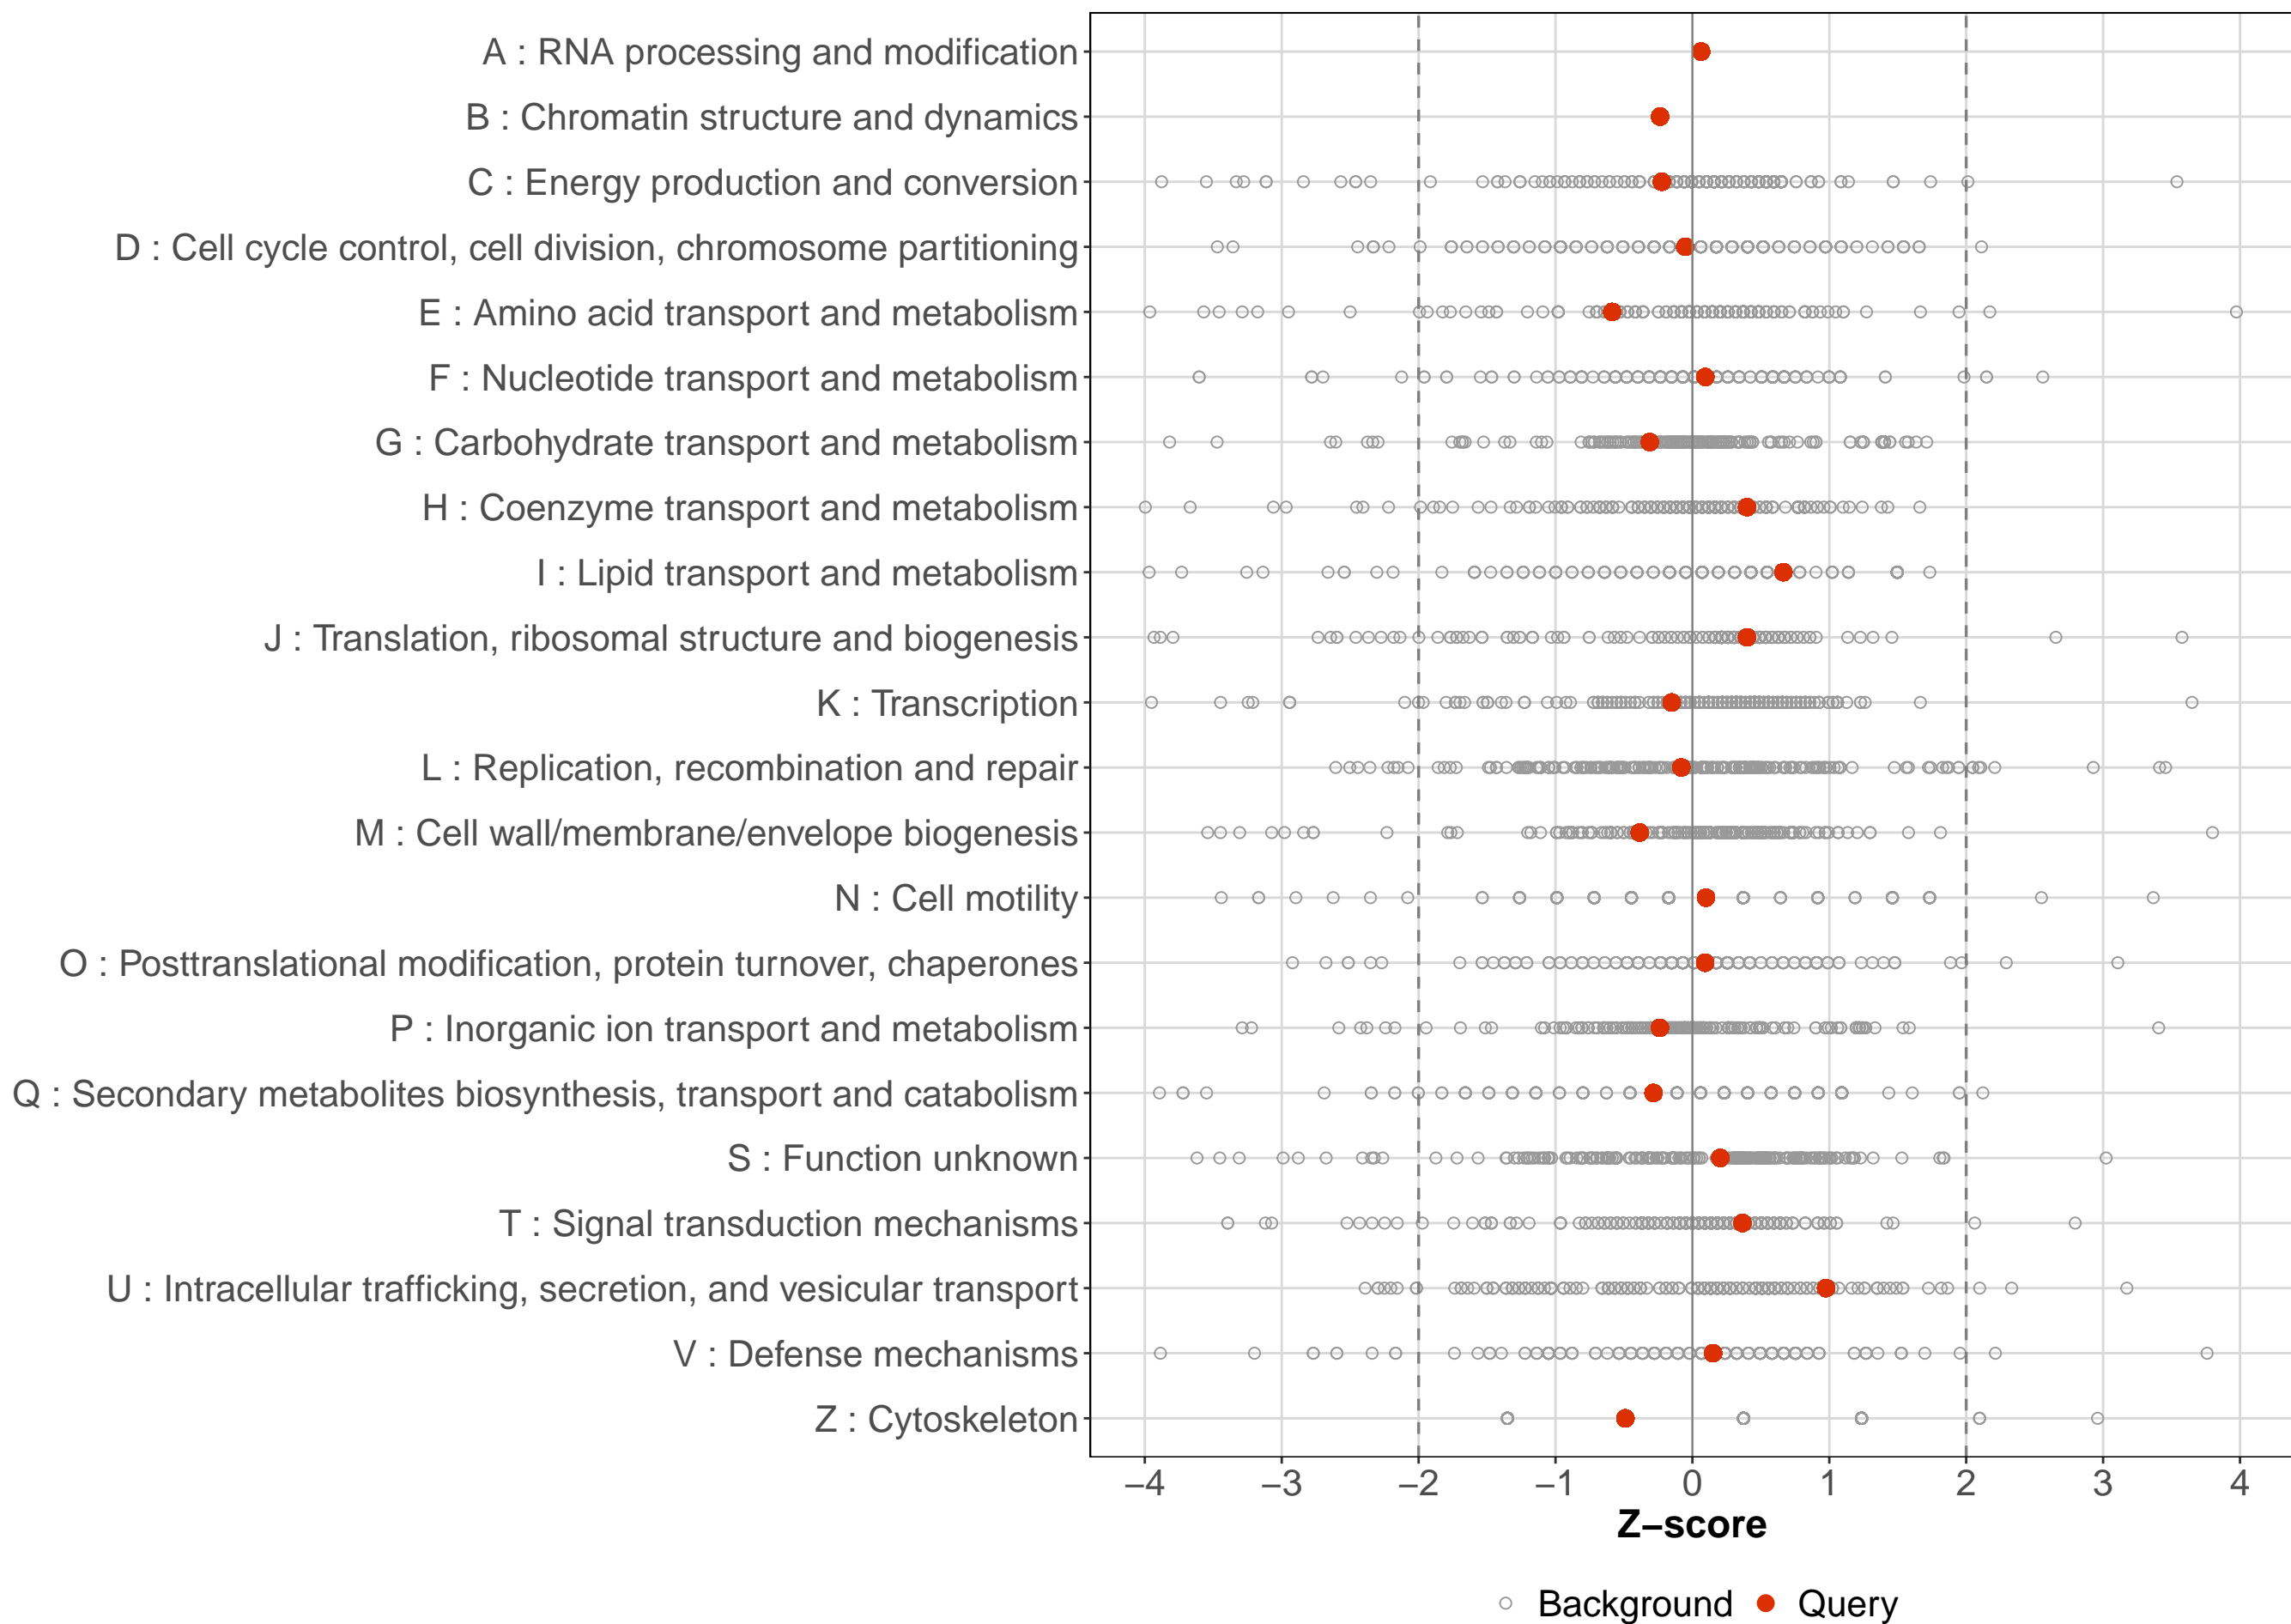 A : RNA processing and modification
B : Chromatin structure and dynamics
C : Energy production and conversion
D : Cell cycle control, cell division, chromosome partitioning
E : Amino acid transport and metabolism
F : Nucleotide transport and metabolism
G : Carbohydrate transport and metabolism
H : Coenzyme transport and metabolism
I : Lipid transport and metabolism
J : Translation, ribosomal structure and biogenesis
K : Transcription
L : Replication, recombination and repair
M : Cell wall/membrane/envelope biogenesis
N : Cell motility
O : Posttranslational modification, protein turnover, chaperones
P : Inorganic ion transport and metabolism
Q : Secondary metabolites biosynthesis, transport and catabolism
S : Function unknown
T : Signal transduction mechanisms
U : Intracellular trafficking, secretion, and vesicular transport
V : Defense mechanisms
Z : Cytoskeleton
−4 −3 −2 −1 0 1 2 3 4
Z−score
Background Query